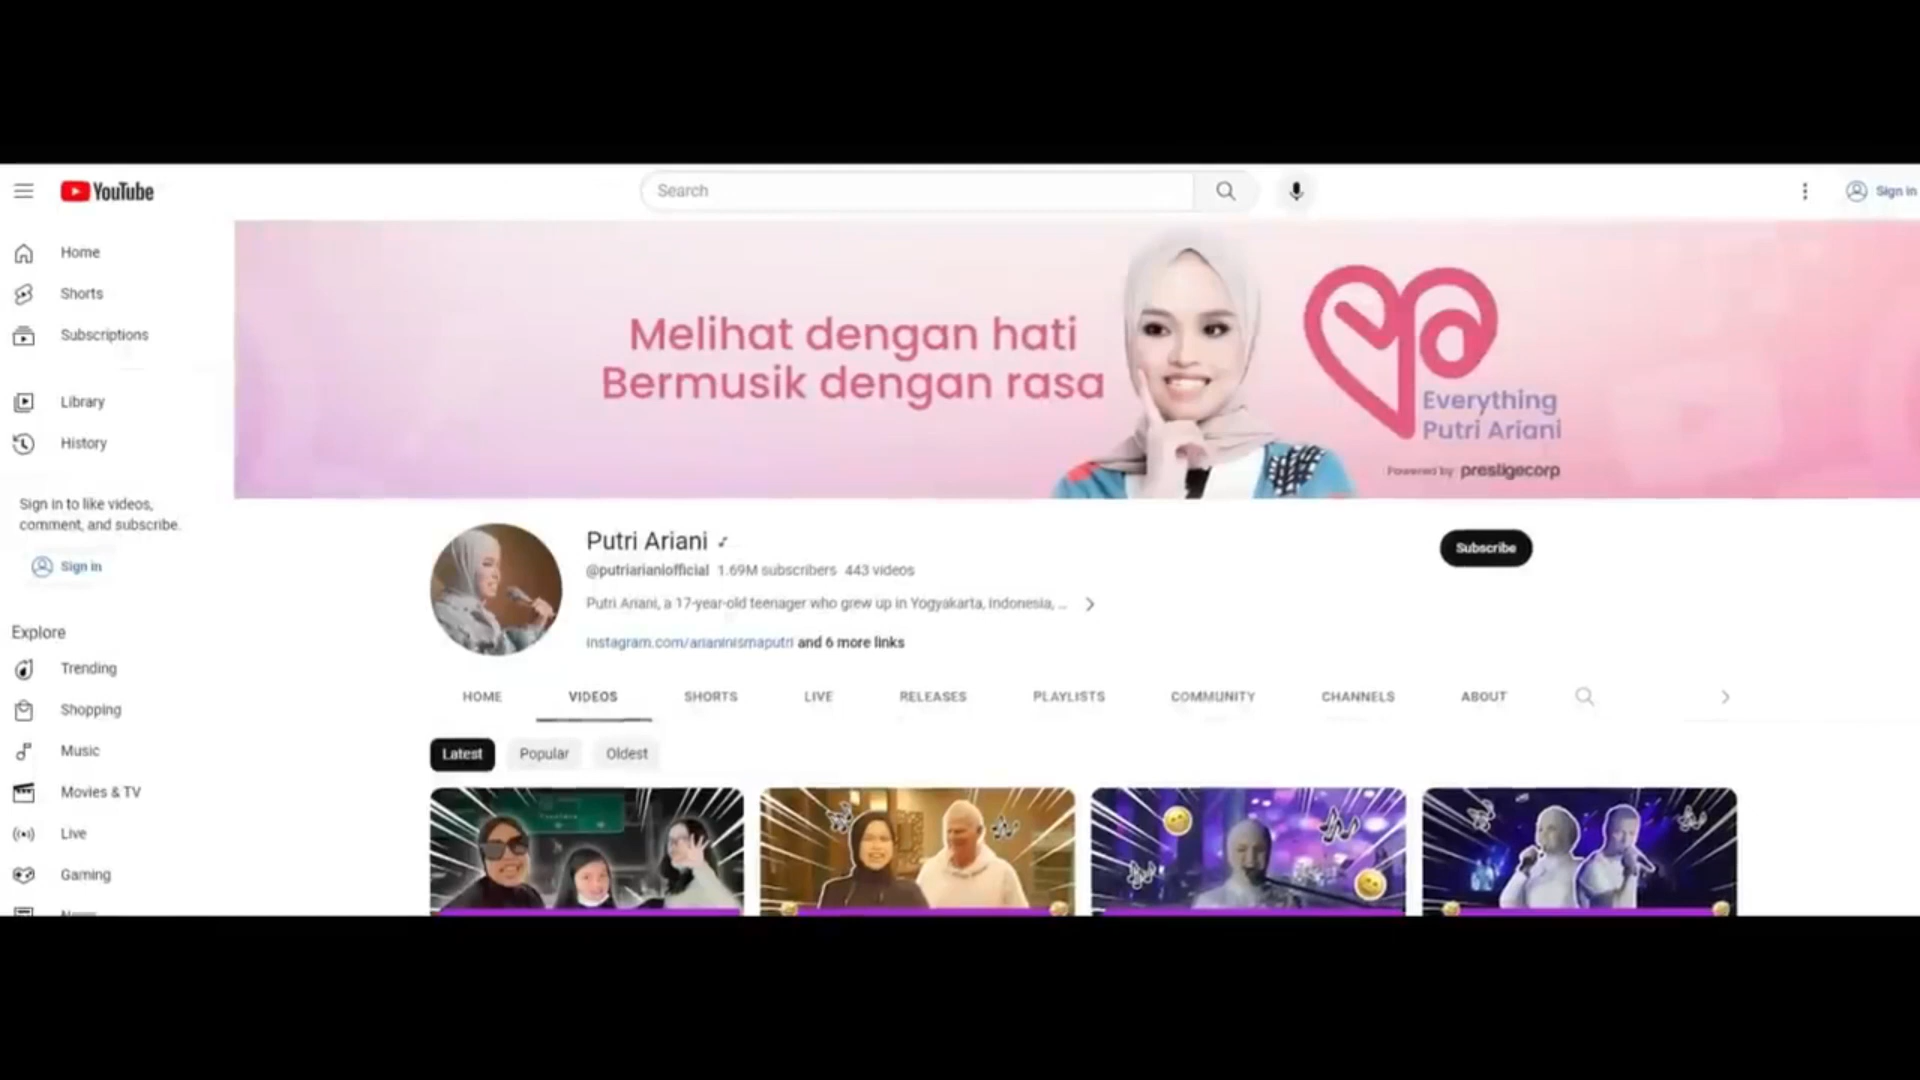 YouTube
Search
Sign in
Home
Shorts
Subscriptions
Library
History
Sign in to like videos,
comment, and subscribe.
Sign in
Explore
Trending
Shopping
Music
Movies & TV
Live
Gaming
Melihat dengan hati
Bermusik dengan rasa
Everything
Putri Ariani
Powered by prestigecorp
Putri Ariani
@putriarianiofficial 1.69M subscribers 443 videos
Putri Ariani, a 17-year-old teenager who grew up in Yogyakarta, Indonesia, ...
instagram.com/arianinismaputri and 6 more links
Subscribe
HOME VIDEOS SHORTS LIVE RELEASES PLAYLISTS COMMUNITY CHANNELS ABOUT
Latest Popular Oldest